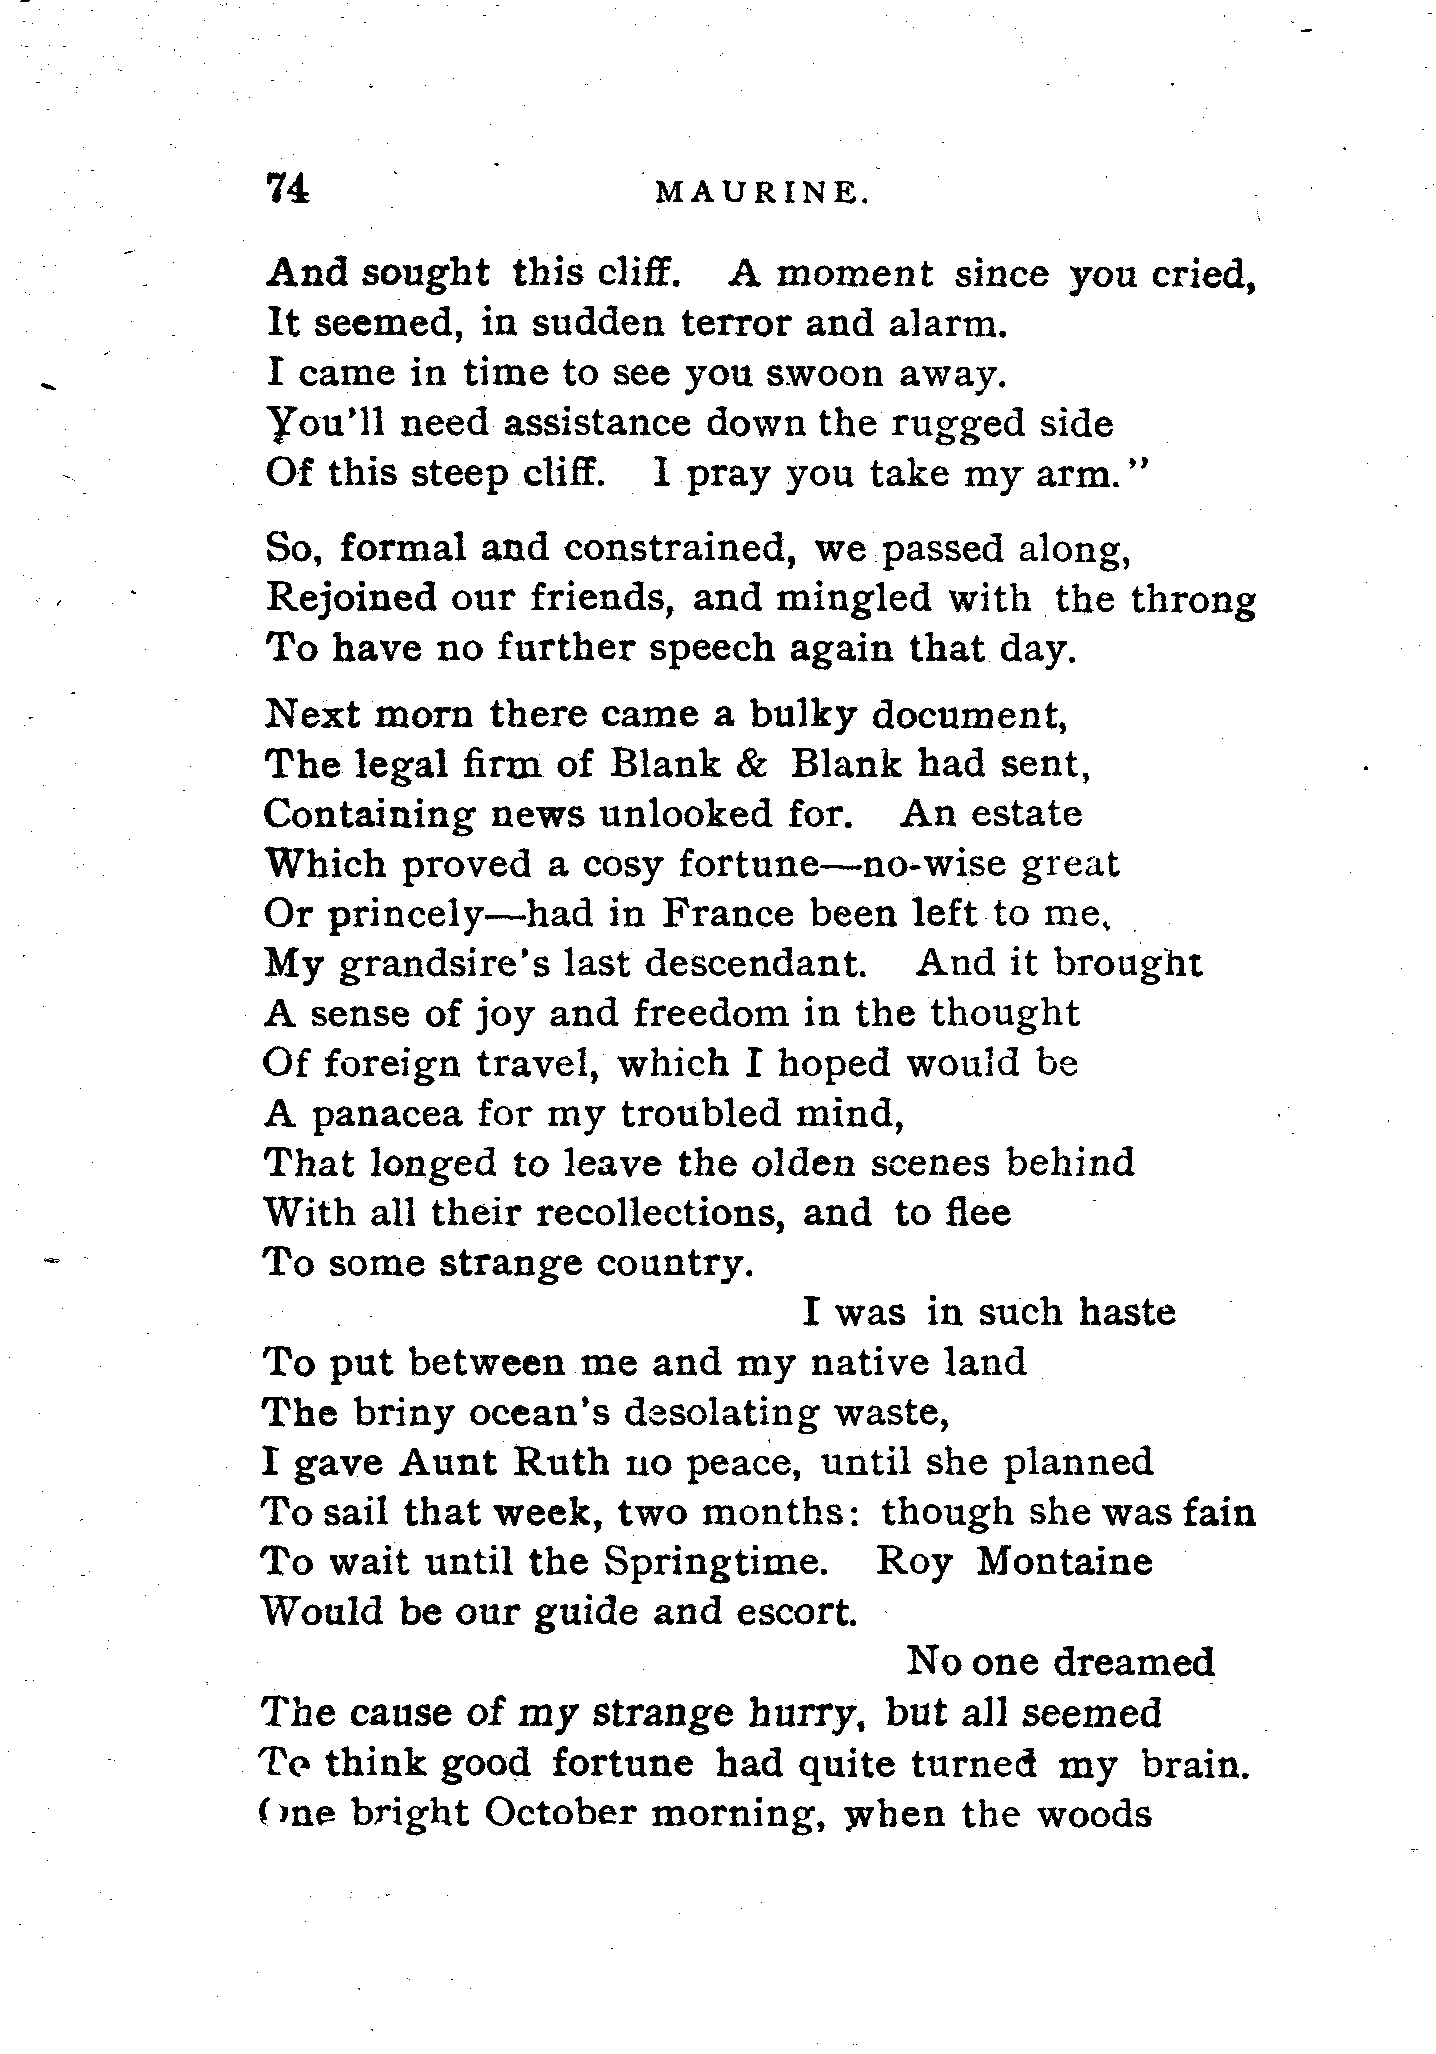 74 MAURINE.
And sought this cliff. A moment since you cried,
It seemed, in sudden terror and alarm.
I came in time to see you swoon away.
You'll need assistance down the rugged side
Of this steep cliff. I pray you take my arm."
So, formal and constrained, we passed along,
Rejoined our friends, and mingled with the throng
To have no further speech again that day.
Next morn there came a bulky document,
The legal firm of Blank & Blank had sent,
Containing news unlooked for. An estate
Which proved a cosy fortune—no-wise great
Or princely—had in France been left to me,
My grandsire's last descendant. And it brought
A sense of joy and freedom in the thought
Of foreign travel, which I hoped would be
A panacea for my troubled mind,
That longed to leave the olden scenes behind
With all their recollections, and to flee
To some strange country.
I was in such haste
To put between me and my native land
The briny ocean's desolating waste,
I gave Aunt Ruth no peace, until she planned
To sail that week, two months: though she was fain
To wait until the Springtime. Roy Montaine
Would be our guide and escort.
No one dreamed
The cause of my strange hurry, but all seemed
To think good fortune had quite turned my brain.
One bright October morning, when the woods